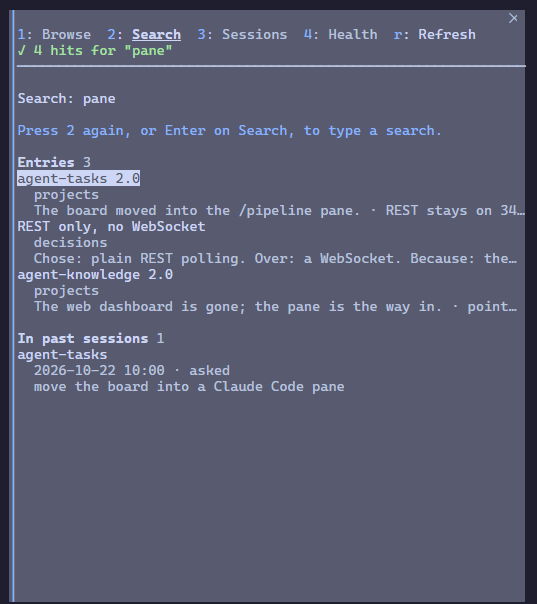 1: Browse  2: Search  3: Sessions  4: Health  r: Refresh
✓ 4 hits for "pane"
Search: pane
Press 2 again, or Enter on Search, to type a search.
Entries 3
agent-tasks 2.0
projects
The board moved into the /pipeline pane. · REST stays on 34…
REST only, no WebSocket
decisions
Chose: plain REST polling. Over: a WebSocket. Because: the…
agent-knowledge 2.0
projects
The web dashboard is gone; the pane is the way in. · point…
In past sessions 1
agent-tasks
2026-10-22 10:00 · asked
move the board into a Claude Code pane